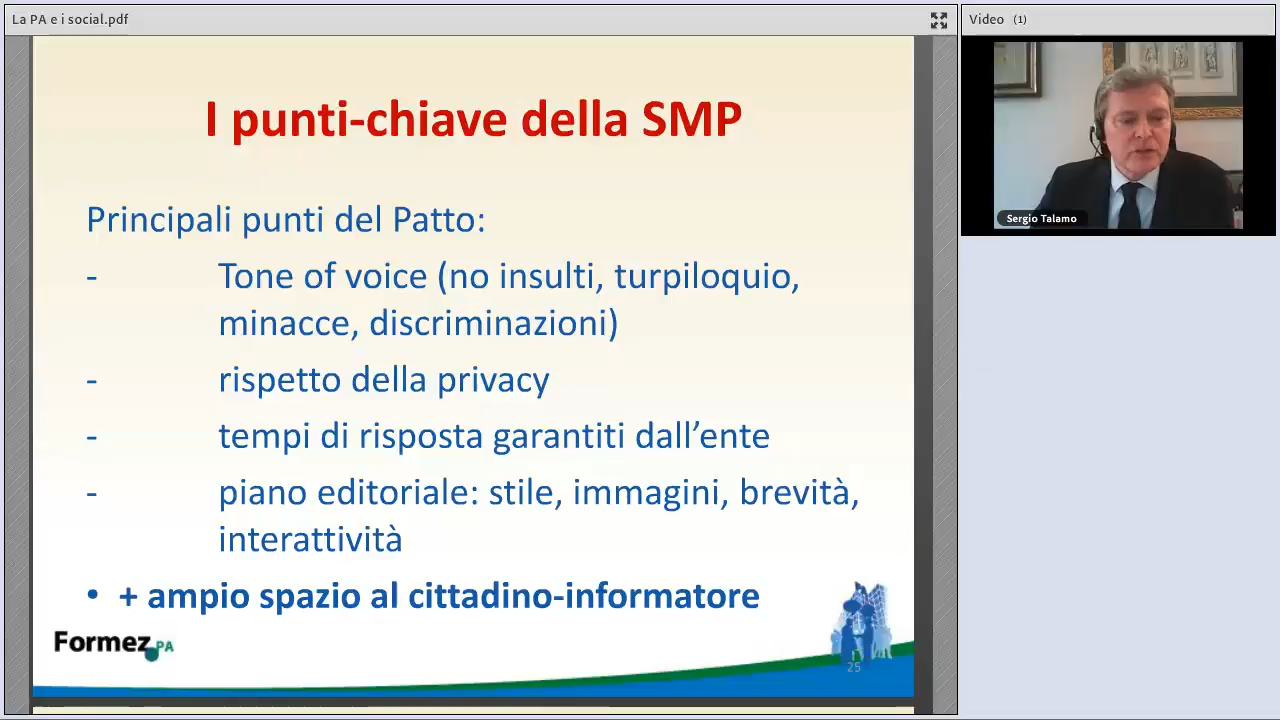 La PA e i social.pdf
Video (1)
I punti-chiave della SMP
Principali punti del Patto:
- Tone of voice (no insulti, turpiloquio,
minacce, discriminazioni)
- rispetto della privacy
- tempi di risposta garantiti dall’ente
- piano editoriale: stile, immagini, brevità,
interattività
• + ampio spazio al cittadino-informatore
Formez PA
25
Sergio Talamo